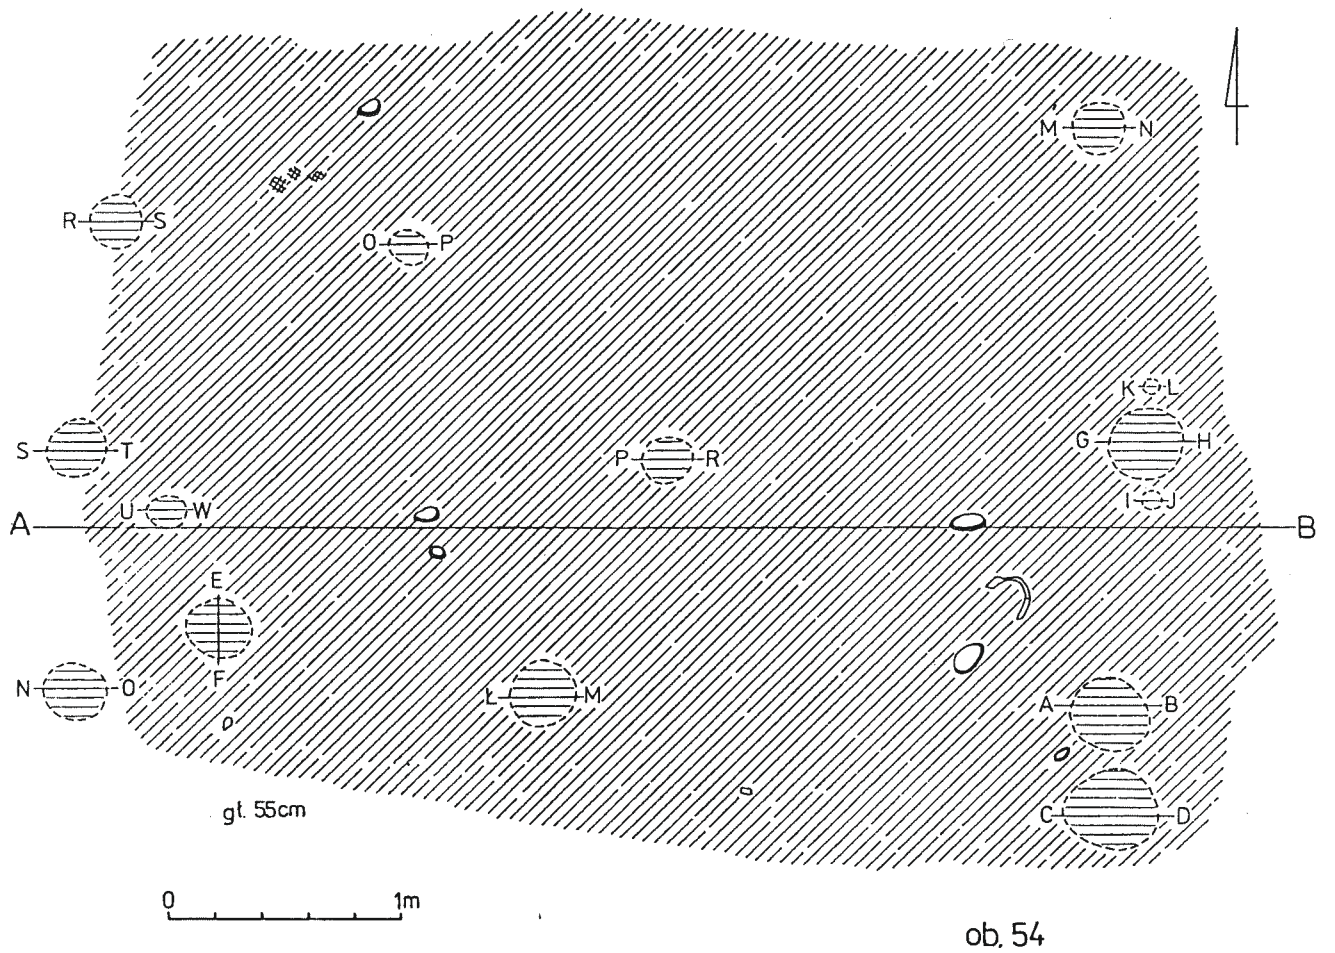 M N
R S
O P
K L
G H
S T
P R
I J
U W
A B
E
F
N O
Ł M
A B
C D
gł. 55cm
0 1m
ob. 54